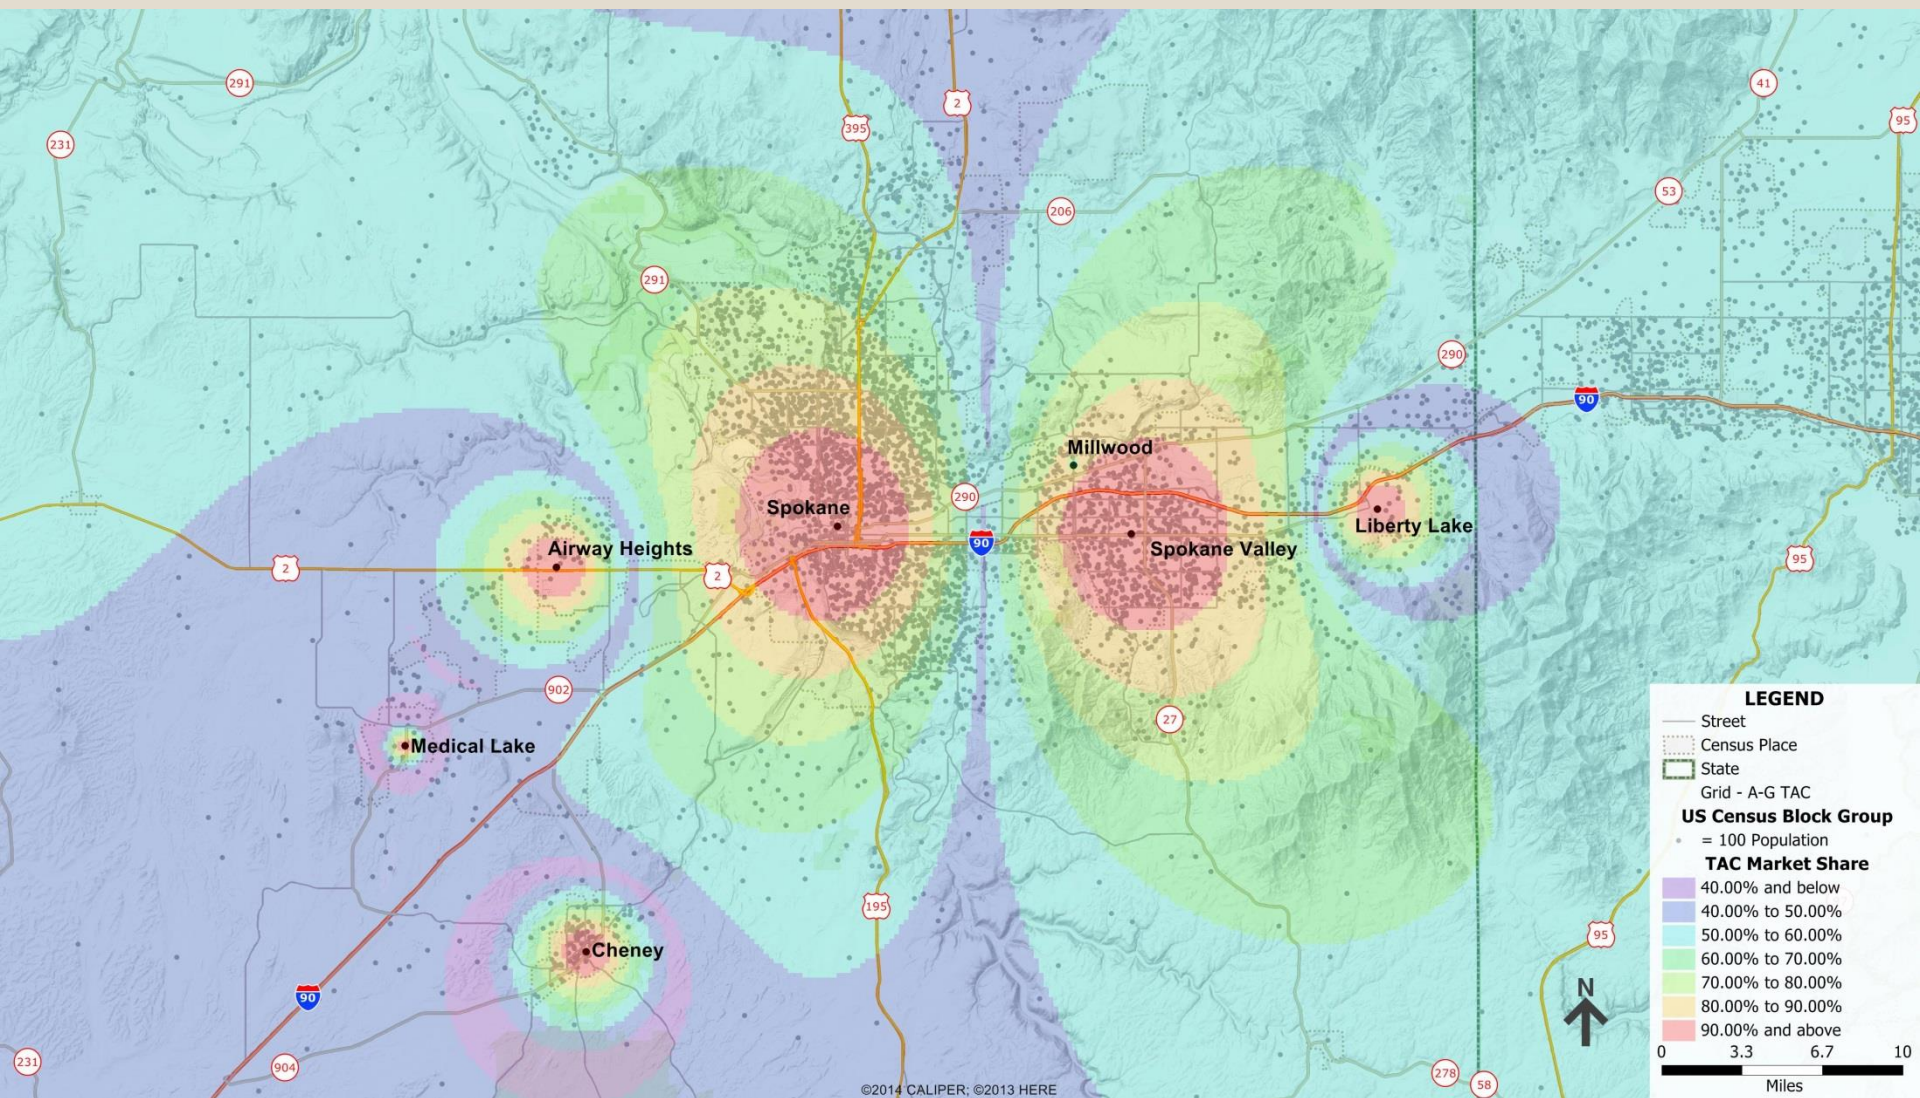 291
2
41
95
395
231
53
206
291
290
90
Millwood
290
Spokane
Liberty Lake
90
Airway Heights
Spokane Valley
95
2
2
902
27
Medical Lake
195
Cheney
95
90
231
904
278
58
©2014 CALIPER; ©2013 HERE
LEGEND
Street
Census Place
State
Grid - A-G TAC
US Census Block Group
= 100 Population
TAC Market Share
40.00% and below
40.00% to 50.00%
50.00% to 60.00%
60.00% to 70.00%
70.00% to 80.00%
80.00% to 90.00%
90.00% and above
N
0 3.3 6.7 10
Miles